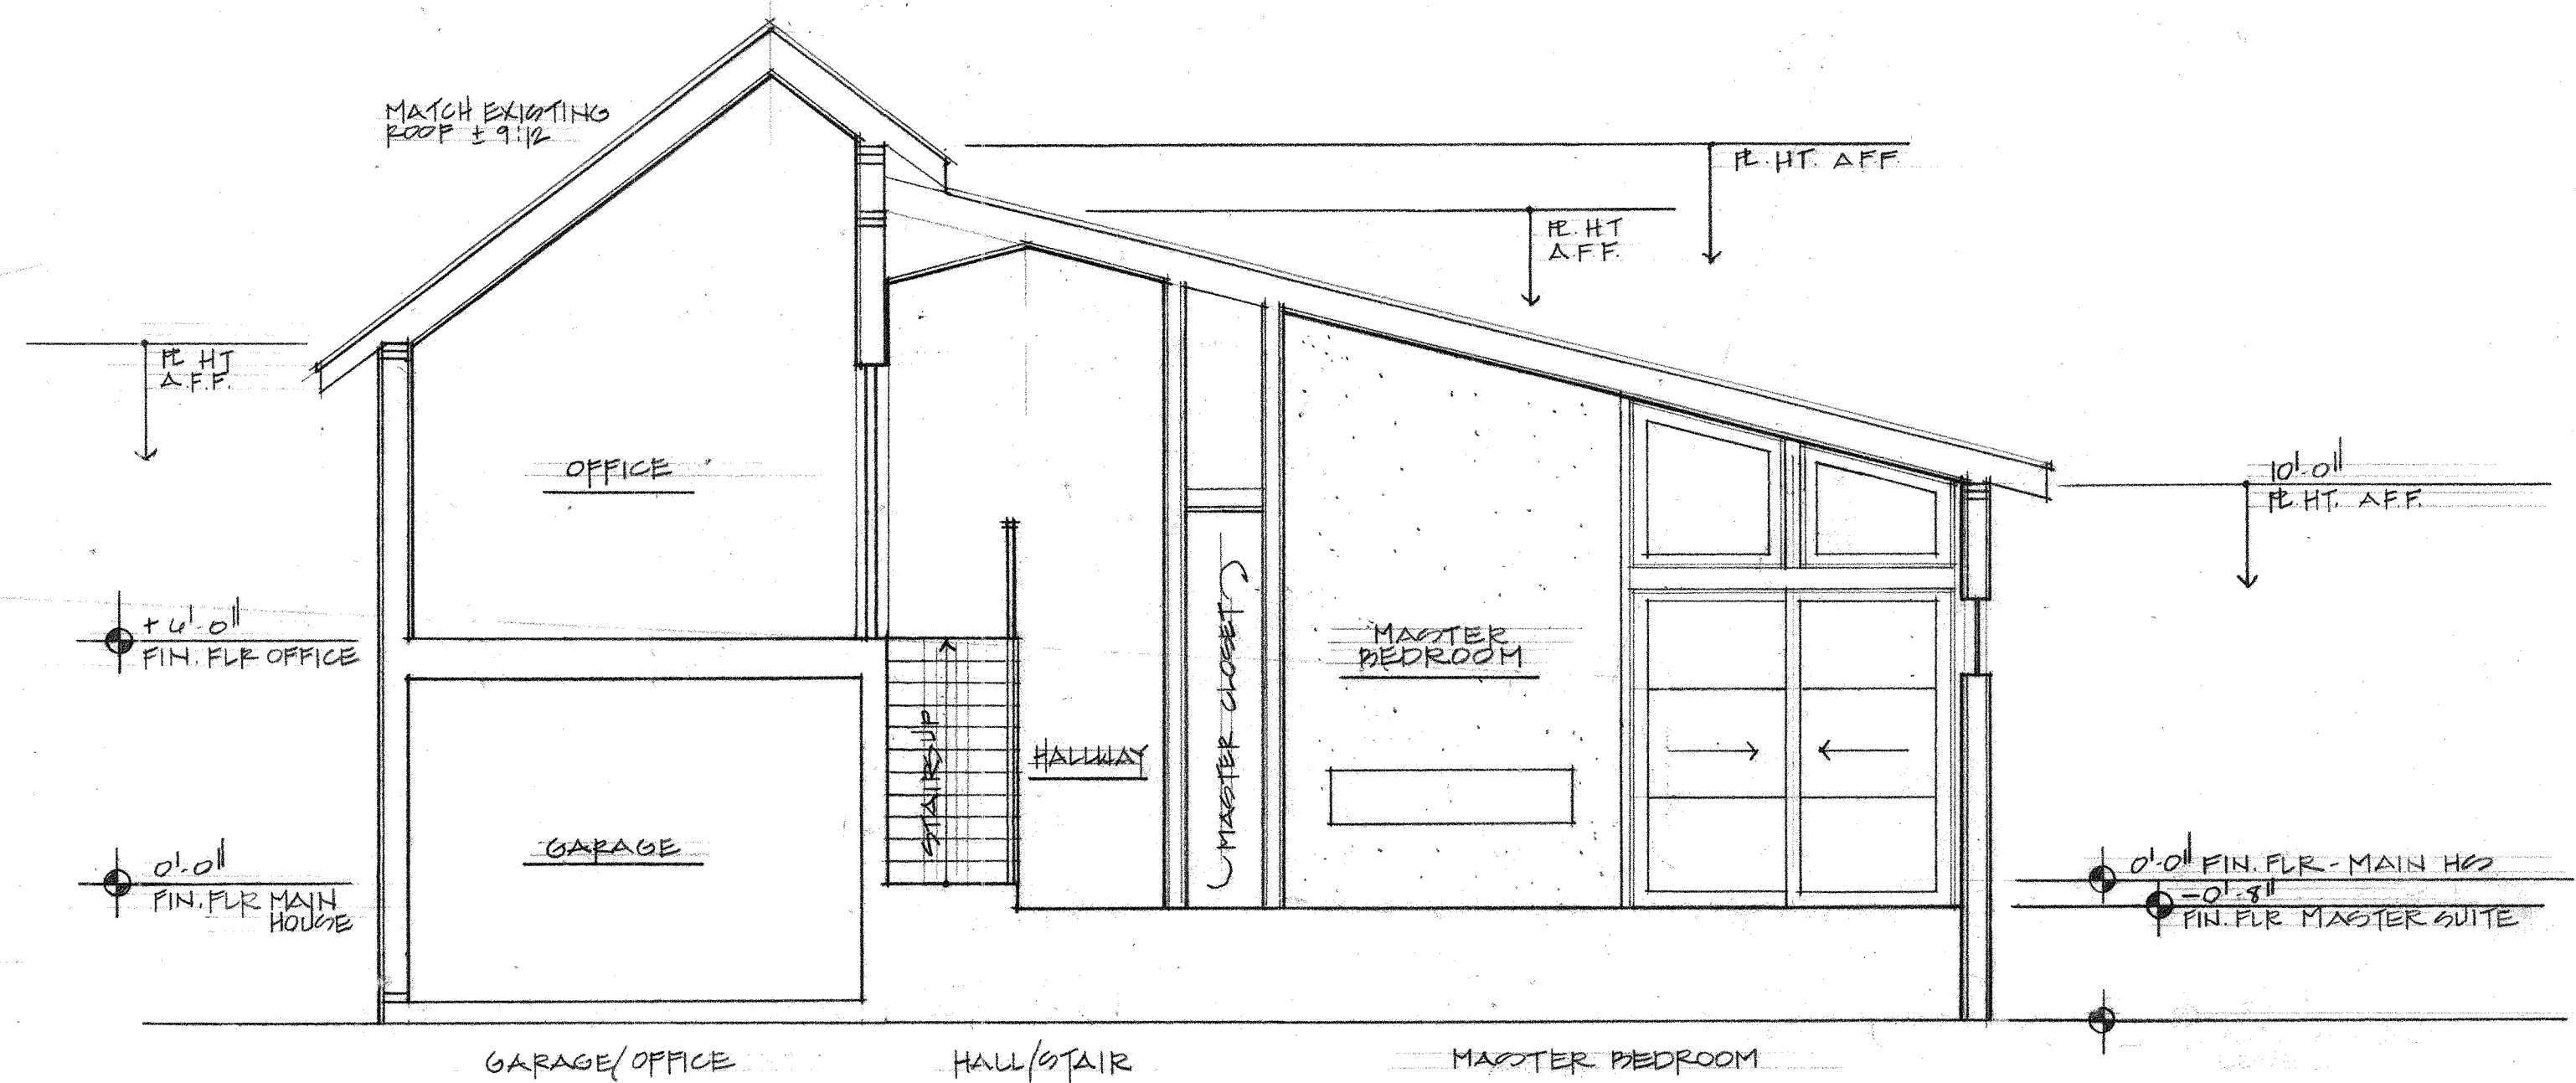 MATCH EXISTING
ROOF ± 9:12
PL. HT. A.F.F.
PL. HT
A.F.F.
PL HT
A.F.F.
OFFICE
10'-0"
PL. HT. A.F.F.
+6'-0"
FIN. FLR OFFICE
MASTER
BEDROOM
MASTER CLOSET
STAIRS UP
HALLWAY
GARAGE
0'-0"
FIN. FLR MAIN
HOUSE
0'-0" FIN. FLR - MAIN HS
-0'-8"
FIN. FLR MASTER SUITE
GARAGE/OFFICE
HALL/STAIR
MASTER BEDROOM